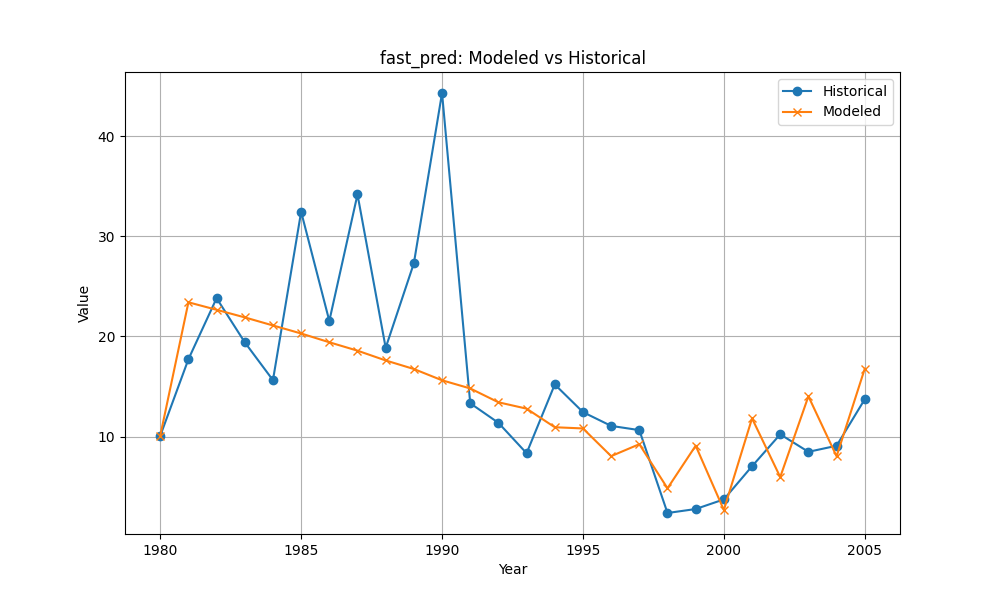 fast_pred: Modeled vs Historical
Historical
Modeled
Value
40
30
20
10
1980 1985 1990 1995 2000 2005
Year